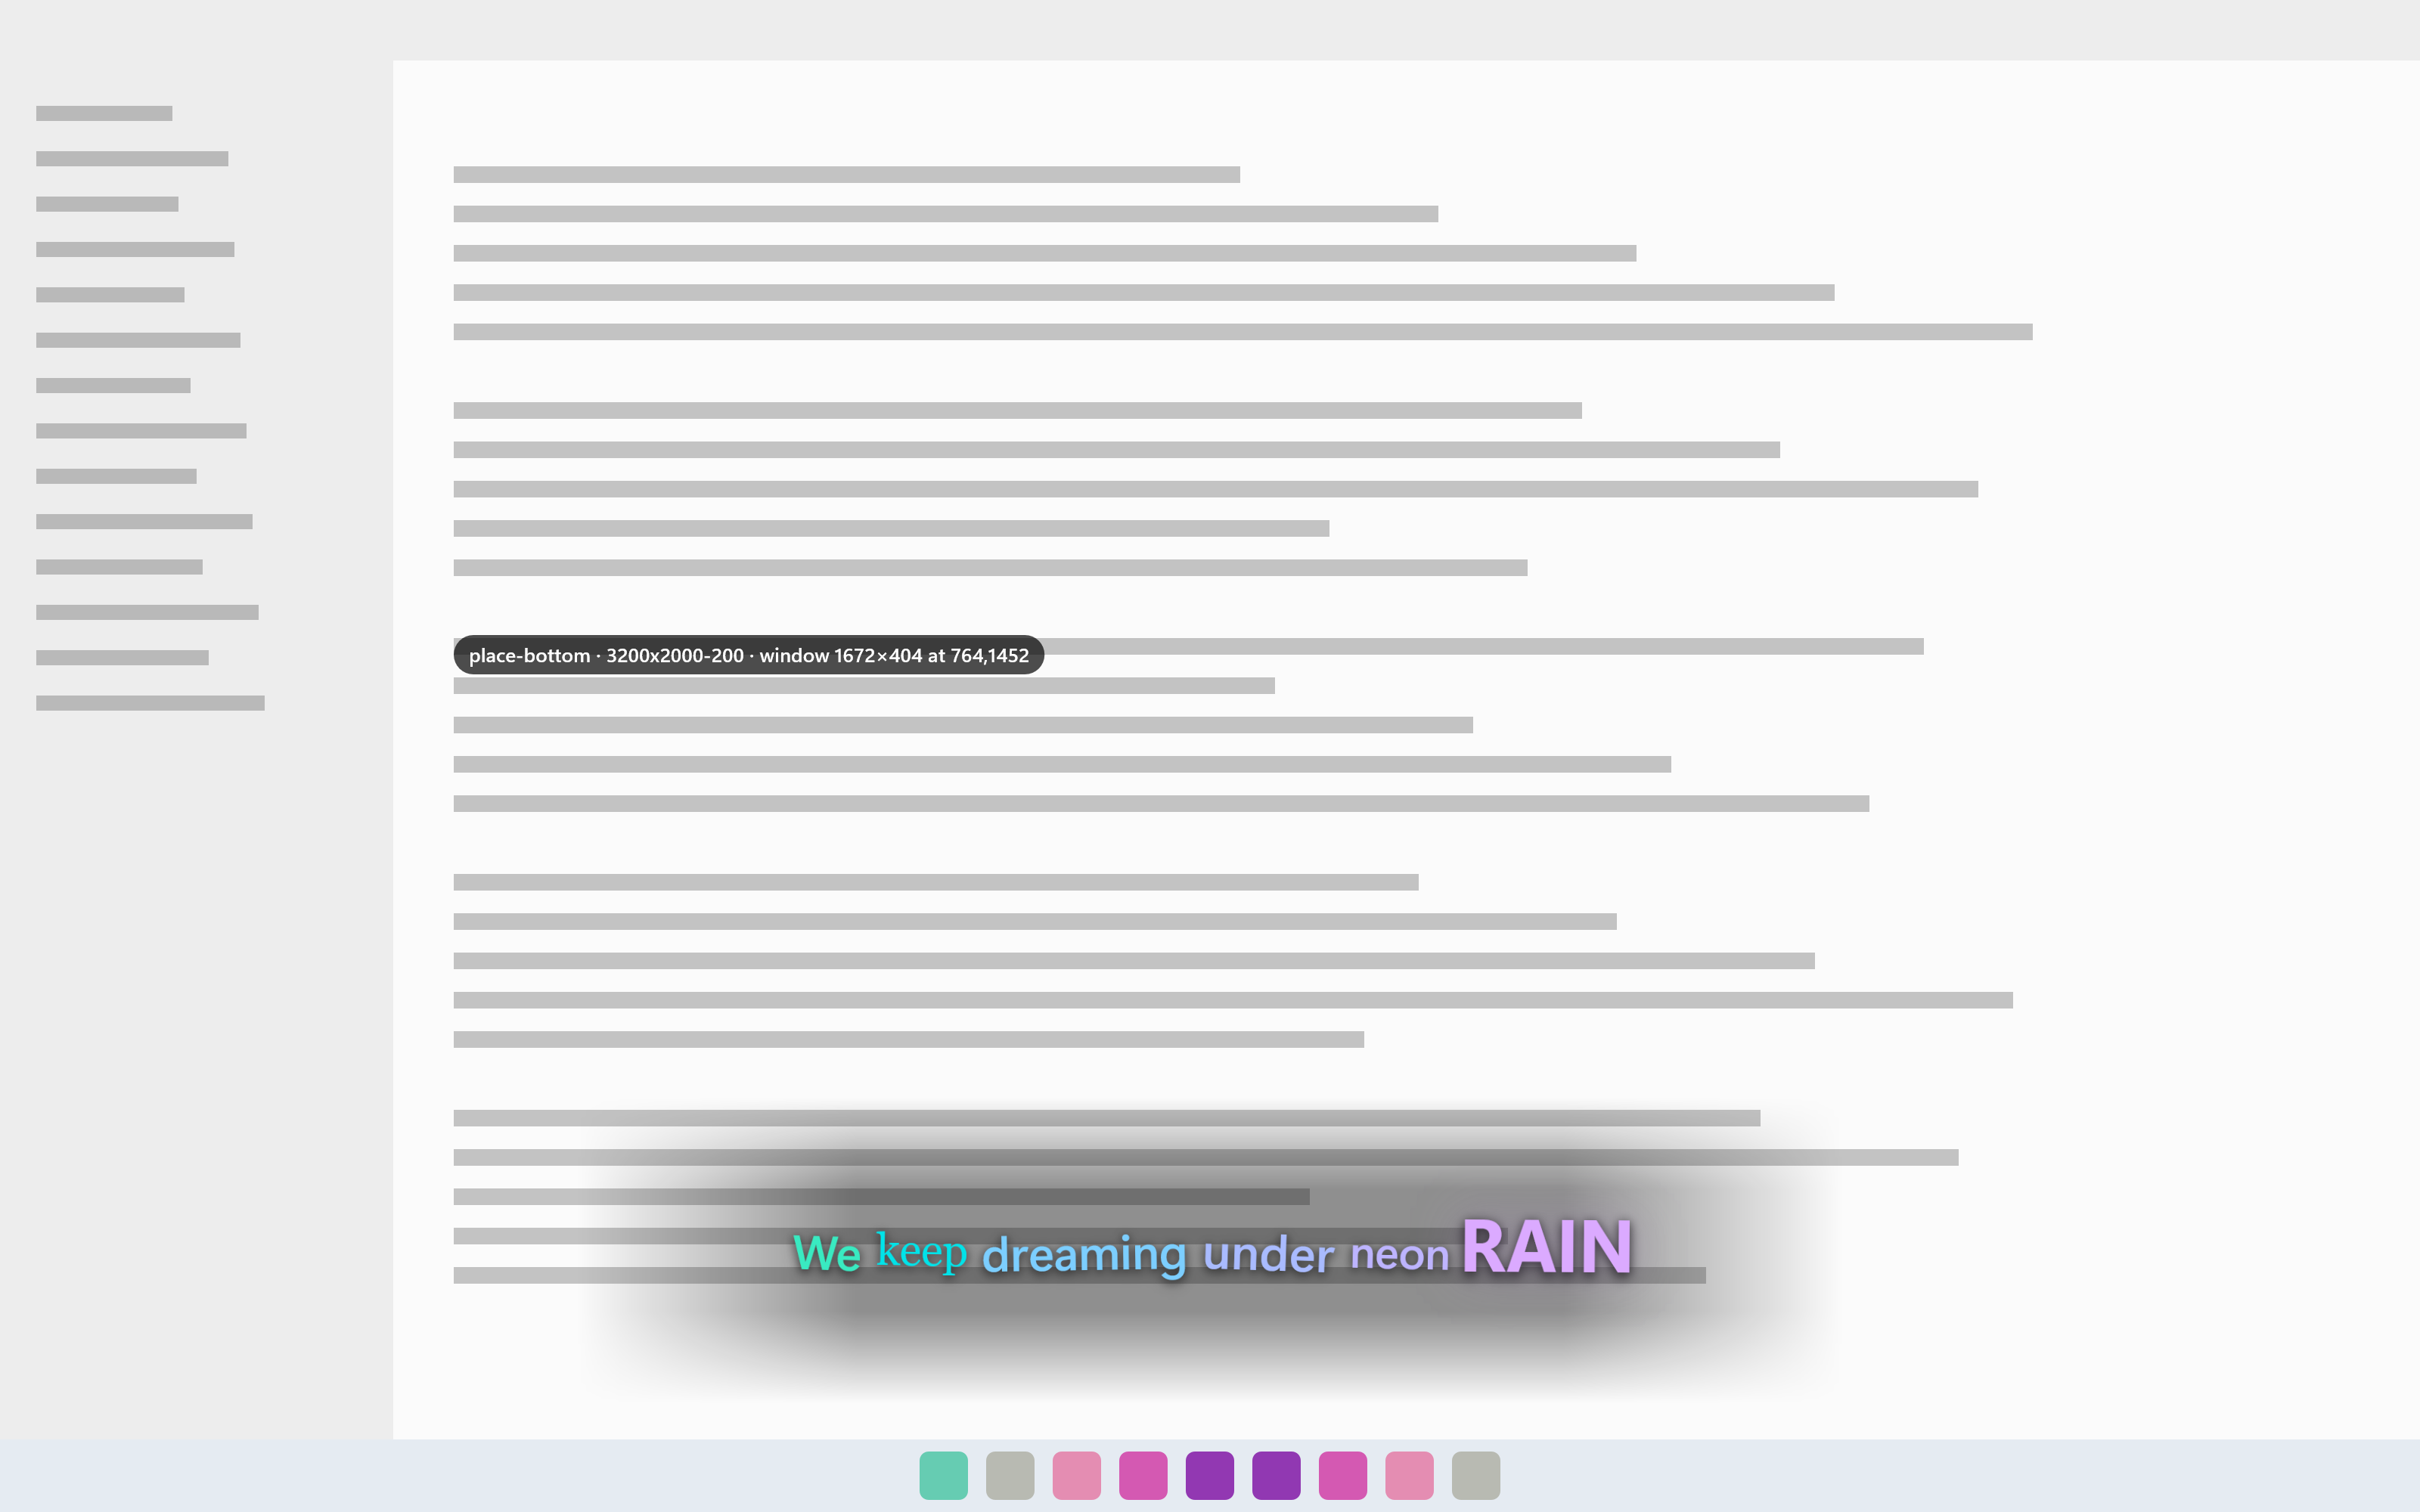 place-bottom · 3200x2000-200 · window 1672×404 at 764,1452
We keep dreaming under neon RAIN